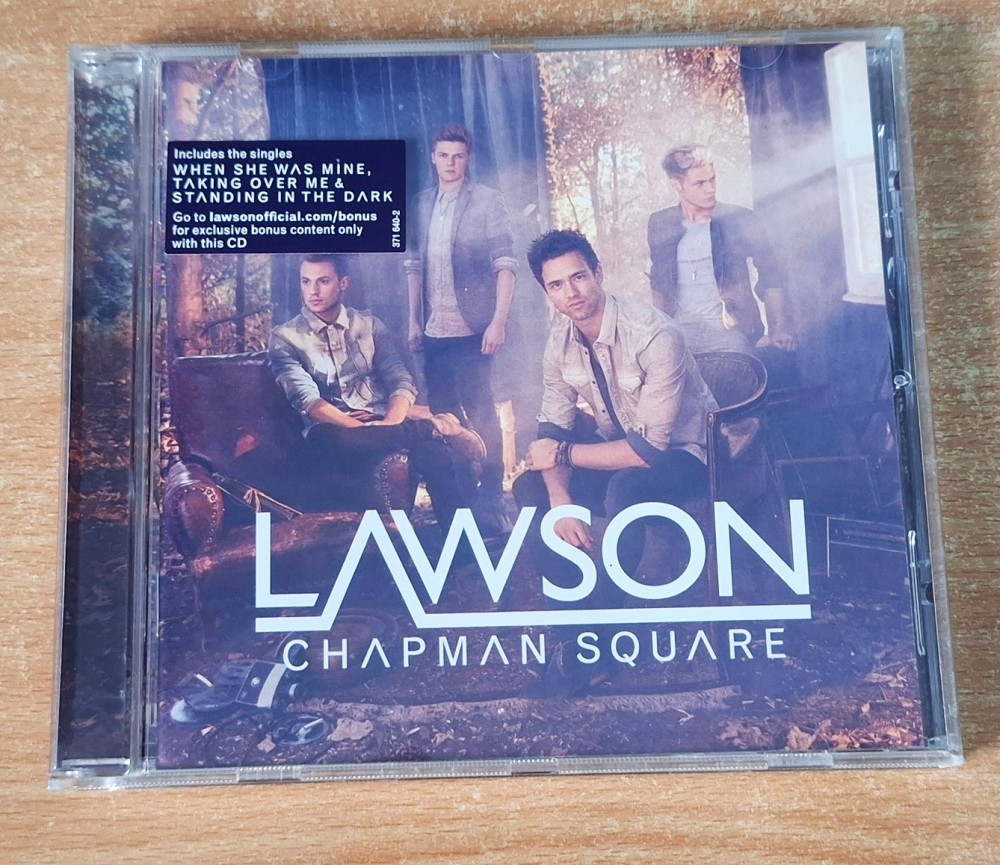 Includes the singles
WHEN SHE WAS MINE,
TAKING OVER ME &
STANDING IN THE DARK
Go to lawsonofficial.com/bonus
for exclusive bonus content only
with this CD
371 640-2
LAWSON
CHAPMAN SQUARE